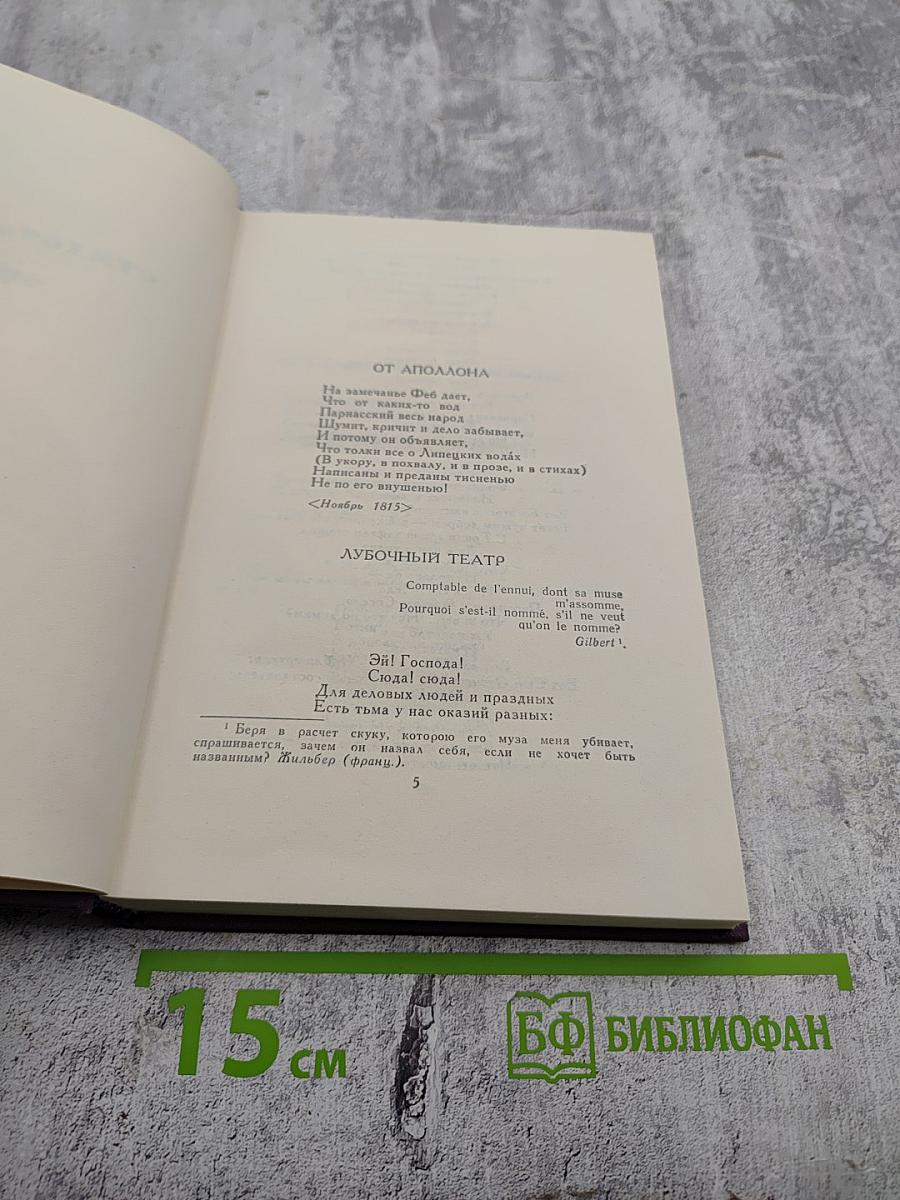 ОТ АПОЛЛОНА
На замечанье Феб дает,
Что от каких-то вод
Парнасский весь народ
Шумит, кричит и дело забывает,
И потому он объявляет,
Что толки все о Липецких вода́х
(В укору, в похвалу, и в прозе, и в стихах)
Написаны и преданы тисненью
Не по его внушенью!
<Ноябрь 1815>
ЛУБОЧНЫЙ ТЕАТР
Comptable de l'ennui, dont sa muse
m'assomme,
Pourquoi s'est-il nommé, s'il ne veut
qu'on le nomme?
Gilbert ¹.
Эй! Господа!
Сюда! сюда!
Для деловых людей и праздных
Есть тьма у нас оказий разных:
¹ Беря в расчет скуку, которою его муза меня убивает,
спрашивается, зачем он назвал себя, если не хочет быть
названным? Жильбер (франц.).
5
15 см
БФ БИБЛИОФАН